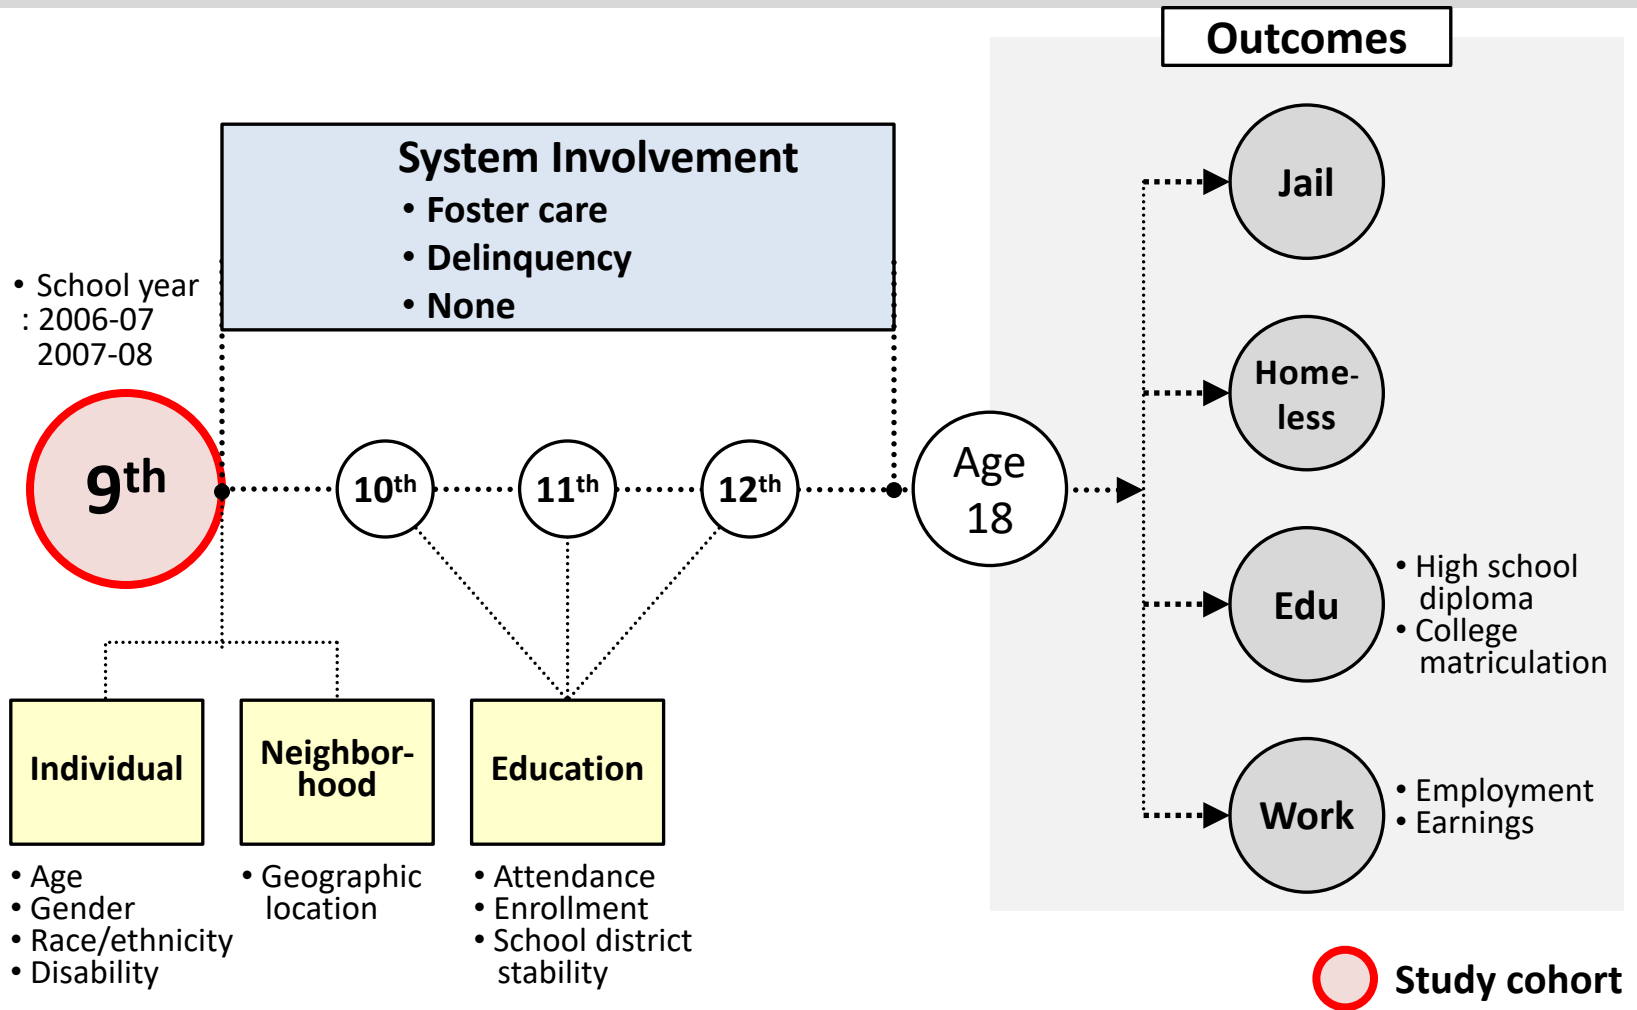 Outcomes
System Involvement
• Foster care
• Delinquency
• None
• School year
: 2006-07
2007-08
9th
10th
11th
12th
Age
18
Jail
Home-
less
Edu
• High school
diploma
• College
matriculation
Work
• Employment
• Earnings
Individual
• Age
• Gender
• Race/ethnicity
• Disability
Neighbor-
hood
• Geographic
location
Education
• Attendance
• Enrollment
• School district
stability
Study cohort